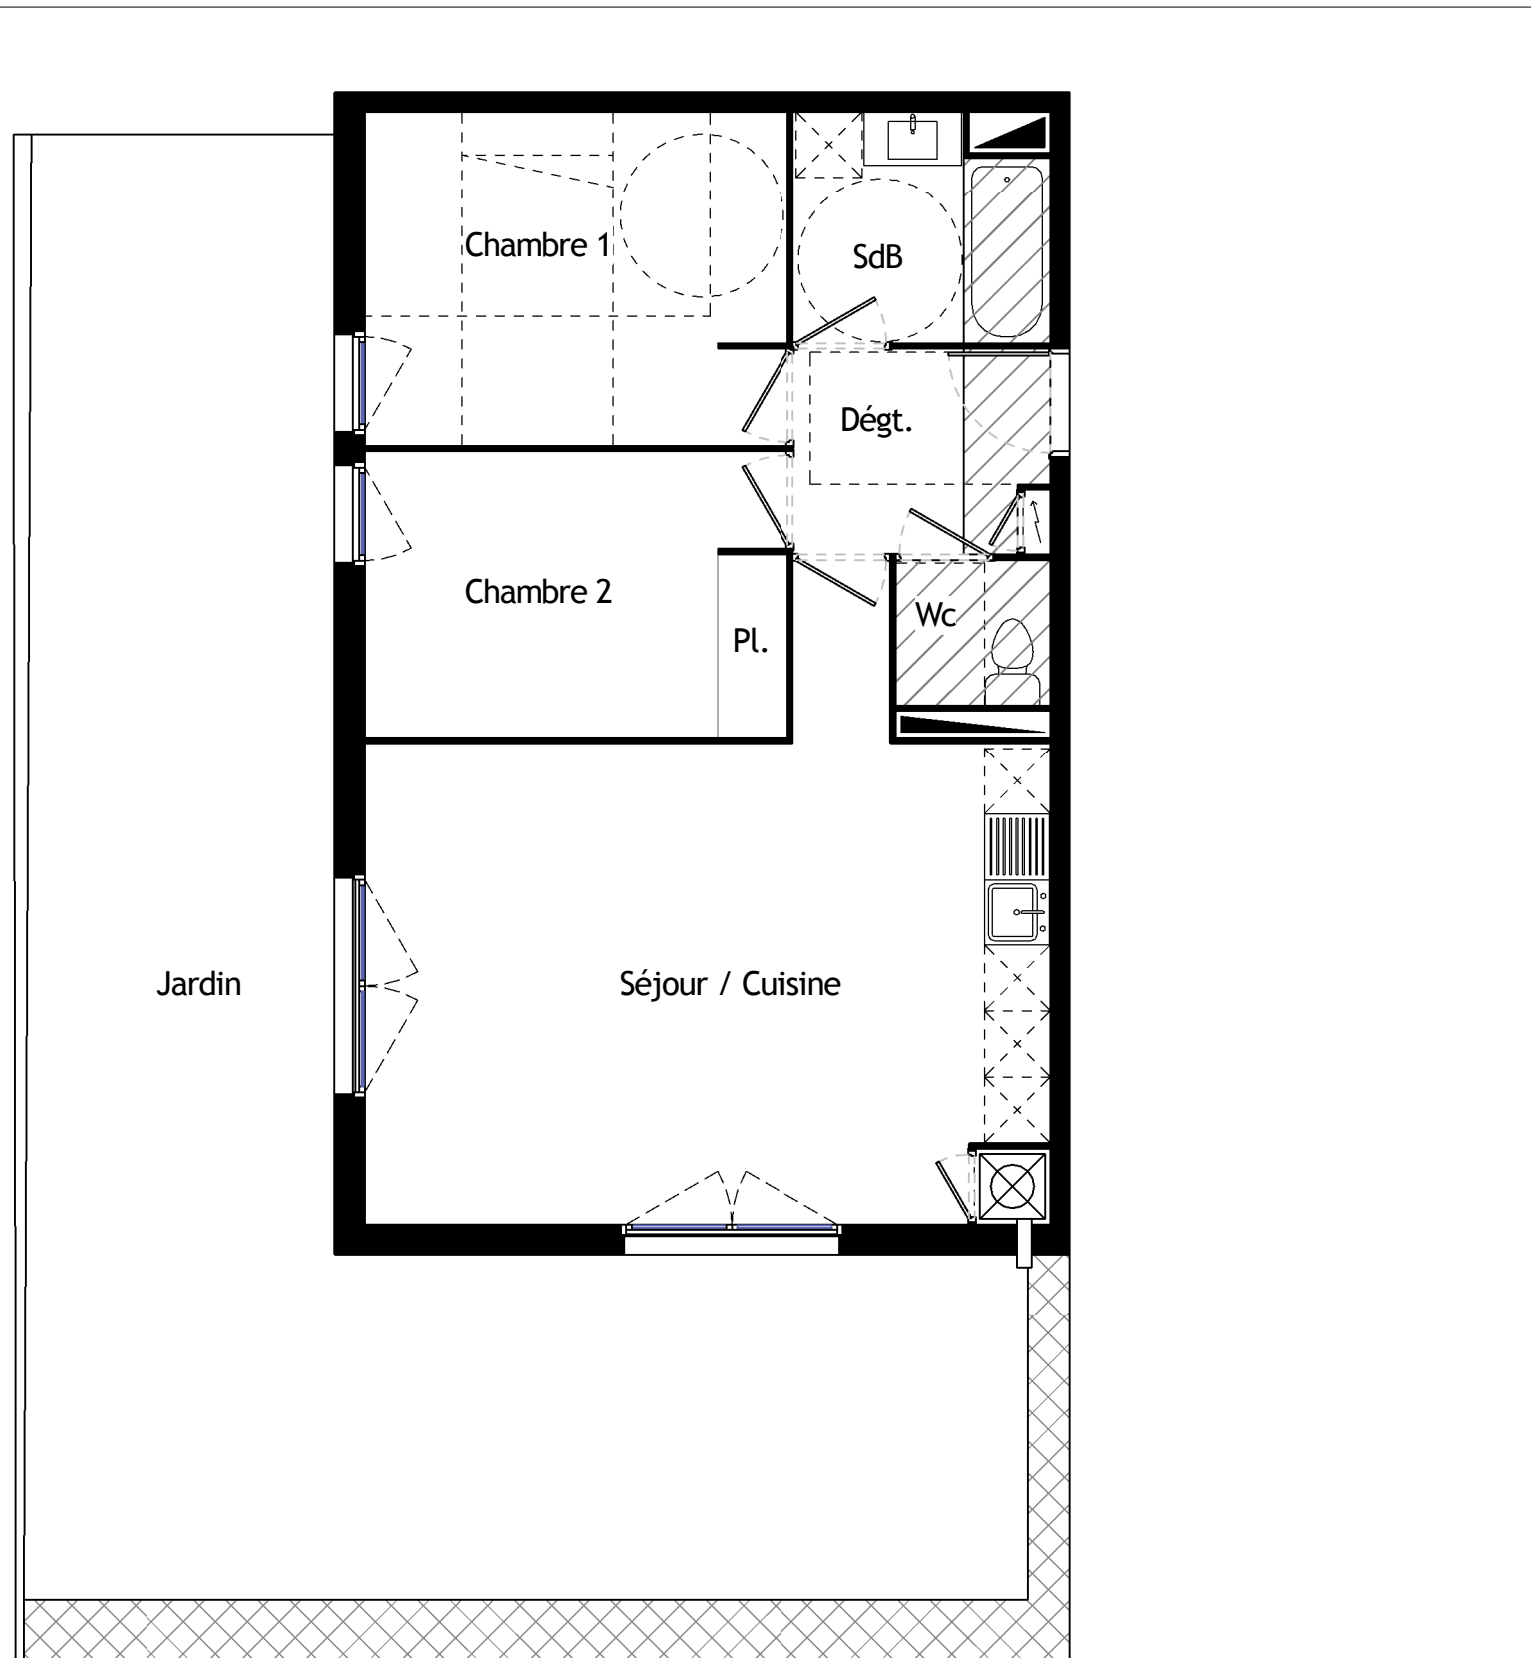 Chambre 1
SdB
Dégt.
Chambre 2
Wc
Pl.
Jardin
Séjour / Cuisine